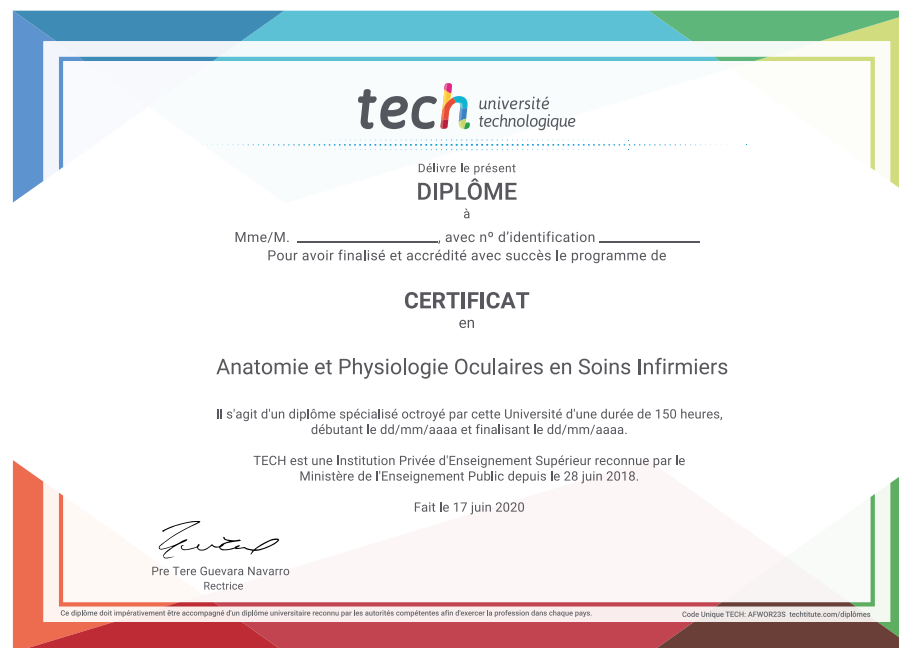 tech université
technologique
Délivre le présent
DIPLÔME
à
Mme/M. ______________, avec nº d'identification __________
Pour avoir finalisé et accrédité avec succès le programme de
CERTIFICAT
en
Anatomie et Physiologie Oculaires en Soins Infirmiers
Il s'agit d'un diplôme spécialisé octroyé par cette Université d'une durée de 150 heures,
débutant le dd/mm/aaaa et finalisant le dd/mm/aaaa.
TECH est une Institution Privée d'Enseignement Supérieur reconnue par le
Ministère de l'Enseignement Public depuis le 28 juin 2018.
Fait le 17 juin 2020
Pre Tere Guevara Navarro
Rectrice
Ce diplôme doit impérativement être accompagné d'un diplôme universitaire reconnu par les autorités compétentes afin d'exercer la profession dans chaque pays.
Code Unique TECH: AFWOR23S techtitute.com/diplômes